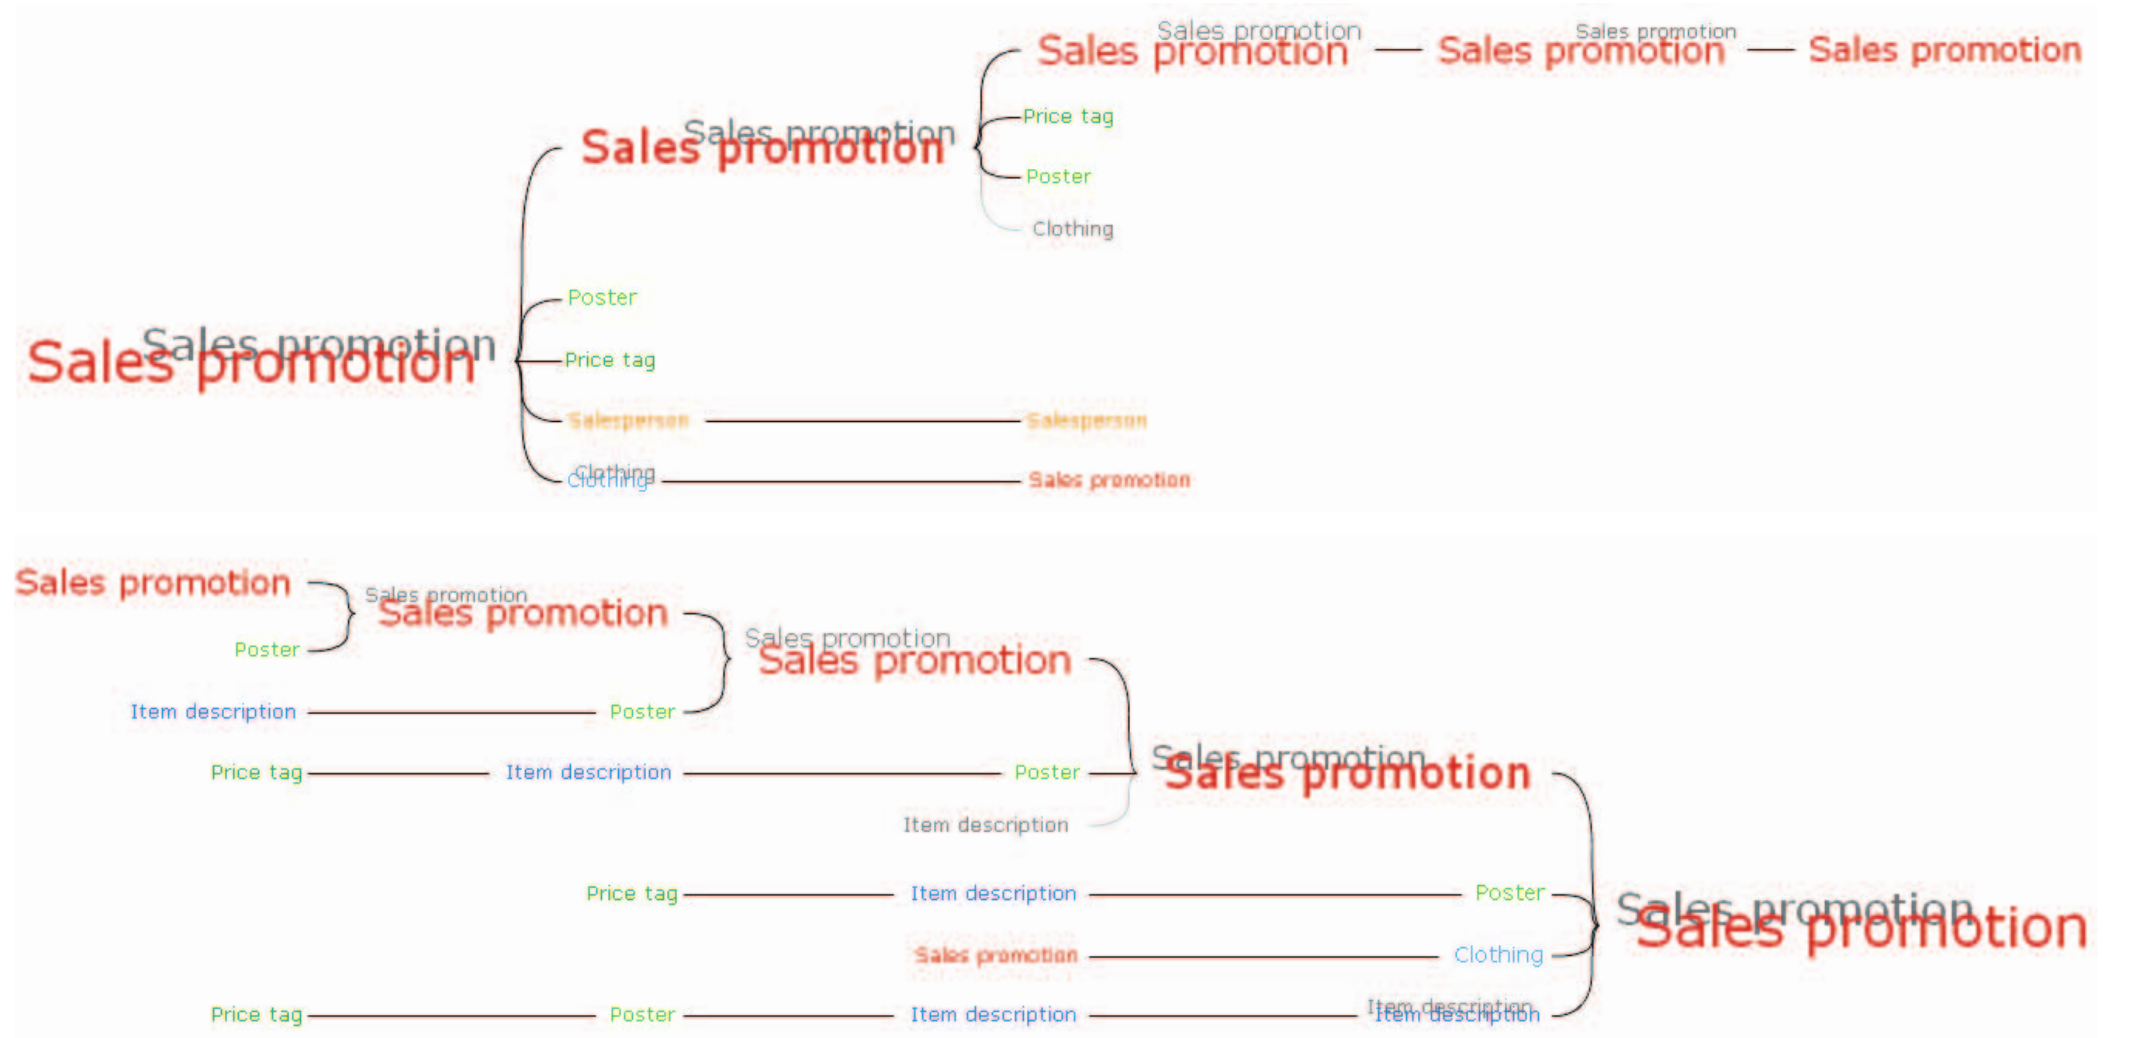 Sales promotion
Sales promotion
Sales promotion
Sales promotion
Sales promotion
Price tag
Sales promotion
Sales promotion
Poster
Clothing
Poster
Sales promotion
Sales promotion
Price tag
Salesperson
Salesperson
Clothing
Clothing
Sales promotion
Sales promotion
Sales promotion
Sales promotion
Poster
Sales promotion
Sales promotion
Item description
Poster
Sales promotion
Sales promotion
Price tag
Item description
Poster
Item description
Price tag
Item description
Poster
Sales promotion
Sales promotion
Sales promotion
Clothing
Item description
Price tag
Poster
Item description
Item description